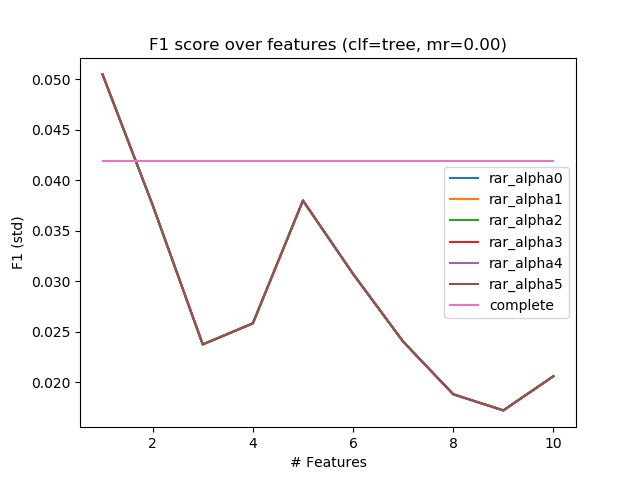 F1 score over features (clf=tree, mr=0.00)
0.050
0.045
0.040
0.035
0.030
0.025
0.020
F1 (std)
rar_alpha0
rar_alpha1
rar_alpha2
rar_alpha3
rar_alpha4
rar_alpha5
complete
2 4 6 8 10
# Features